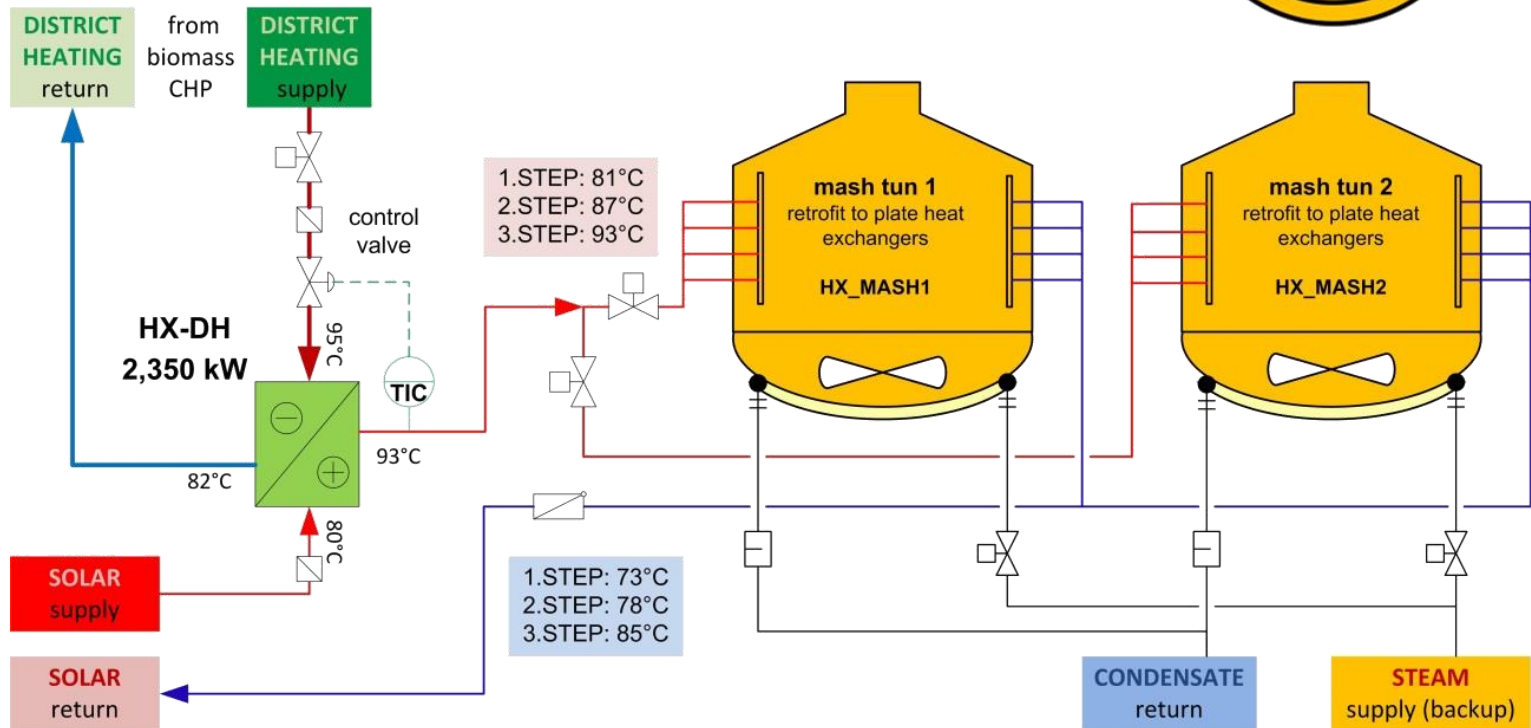 DISTRICT
HEATING
return
from
biomass
CHP
DISTRICT
HEATING
supply
control
valve
1.STEP: 81°C
2.STEP: 87°C
3.STEP: 93°C
mash tun 1
retrofit to plate heat
exchangers
HX_MASH1
mash tun 2
retrofit to plate heat
exchangers
HX_MASH2
HX-DH
2,350 kW
95°C
TIC
93°C
82°C
80°C
SOLAR
supply
1.STEP: 73°C
2.STEP: 78°C
3.STEP: 85°C
SOLAR
return
CONDENSATE
return
STEAM
supply (backup)